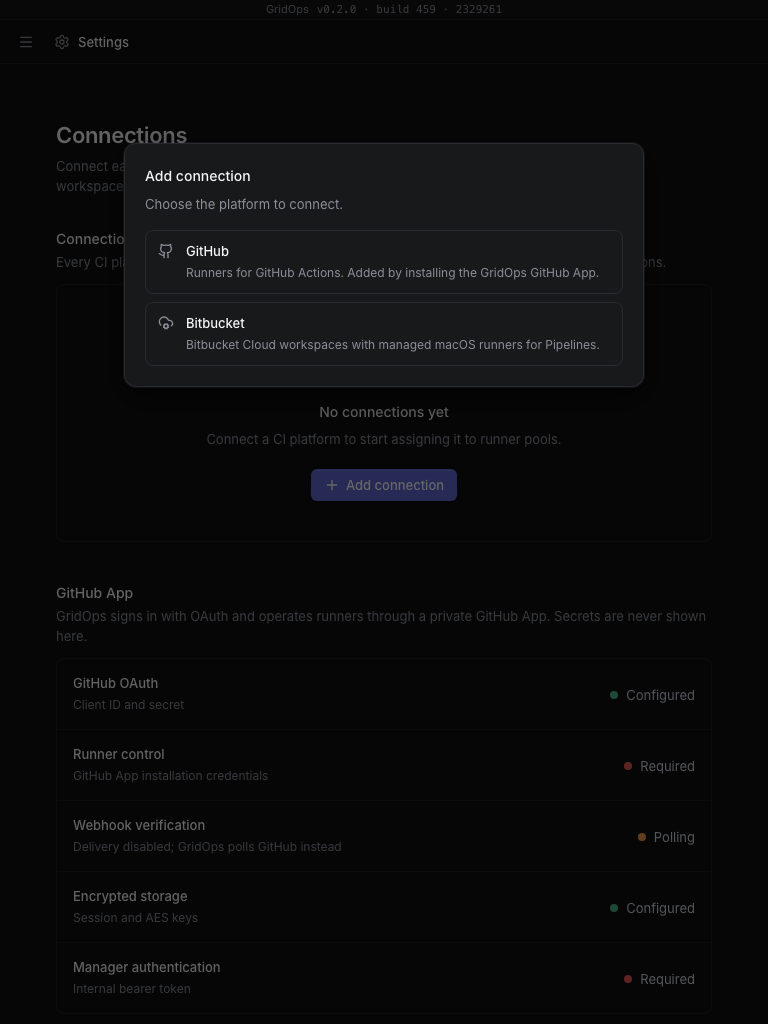 GridOps v0.2.0 · build 459 · 2329261
Settings
Connections
Connect ea
workspace
Add connection
Choose the platform to connect.
GitHub
Runners for GitHub Actions. Added by installing the GridOps GitHub App.
Bitbucket
Bitbucket Cloud workspaces with managed macOS runners for Pipelines.
Connectio
Every CI pla ons.
No connections yet
Connect a CI platform to start assigning it to runner pools.
Add connection
GitHub App
GridOps signs in with OAuth and operates runners through a private GitHub App. Secrets are never shown
here.
GitHub OAuth
Client ID and secret
Configured
Runner control
GitHub App installation credentials
Required
Webhook verification
Delivery disabled; GridOps polls GitHub instead
Polling
Encrypted storage
Session and AES keys
Configured
Manager authentication
Internal bearer token
Required